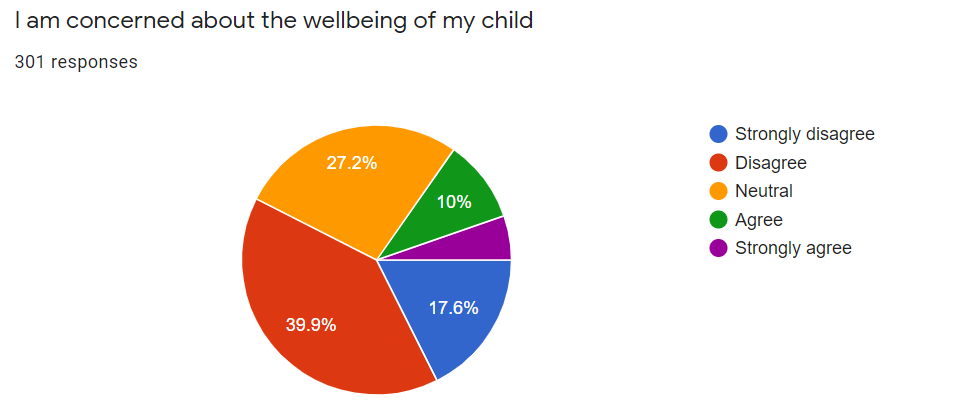 I am concerned about the wellbeing of my child
301 responses
27.2%
10%
17.6%
39.9%
Strongly disagree
Disagree
Neutral
Agree
Strongly agree